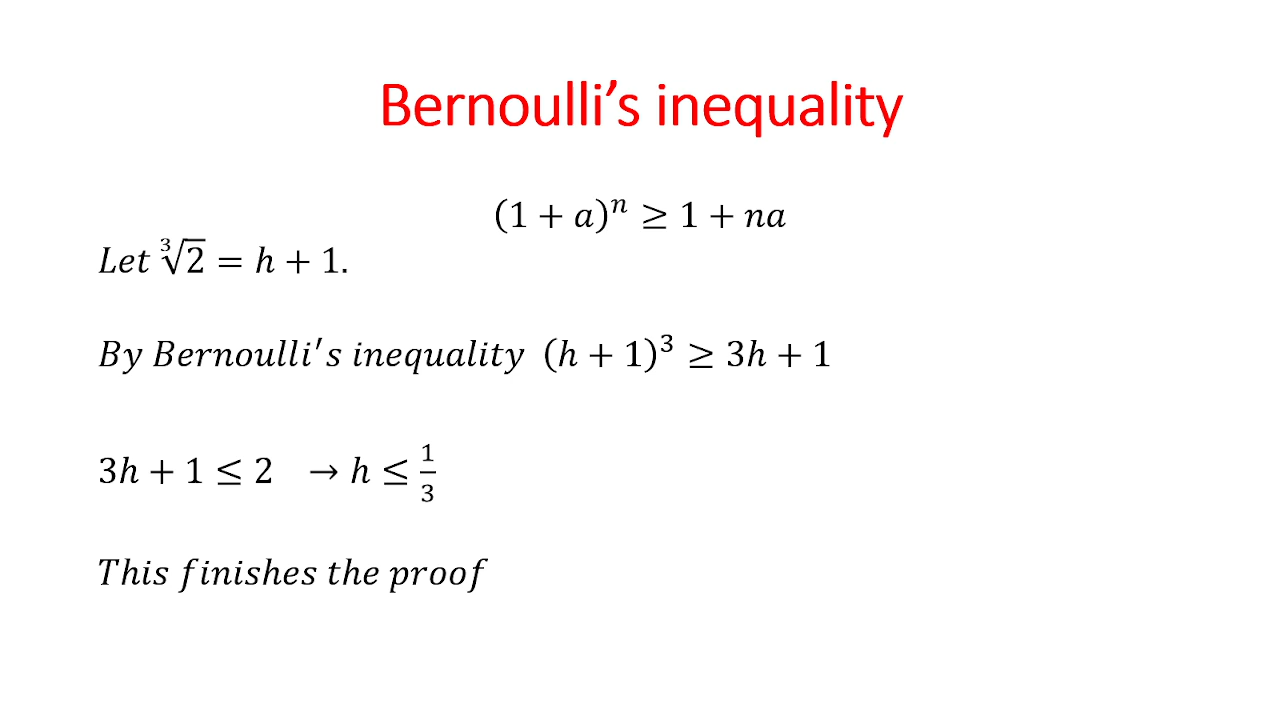 Bernoulli’s inequality
(1 + a)ⁿ ≥ 1 + na
Let ∛2 = h + 1.
By Bernoulli′s inequality (h + 1)³ ≥ 3h + 1
3h + 1 ≤ 2 → h ≤ 1/3
This finishes the proof